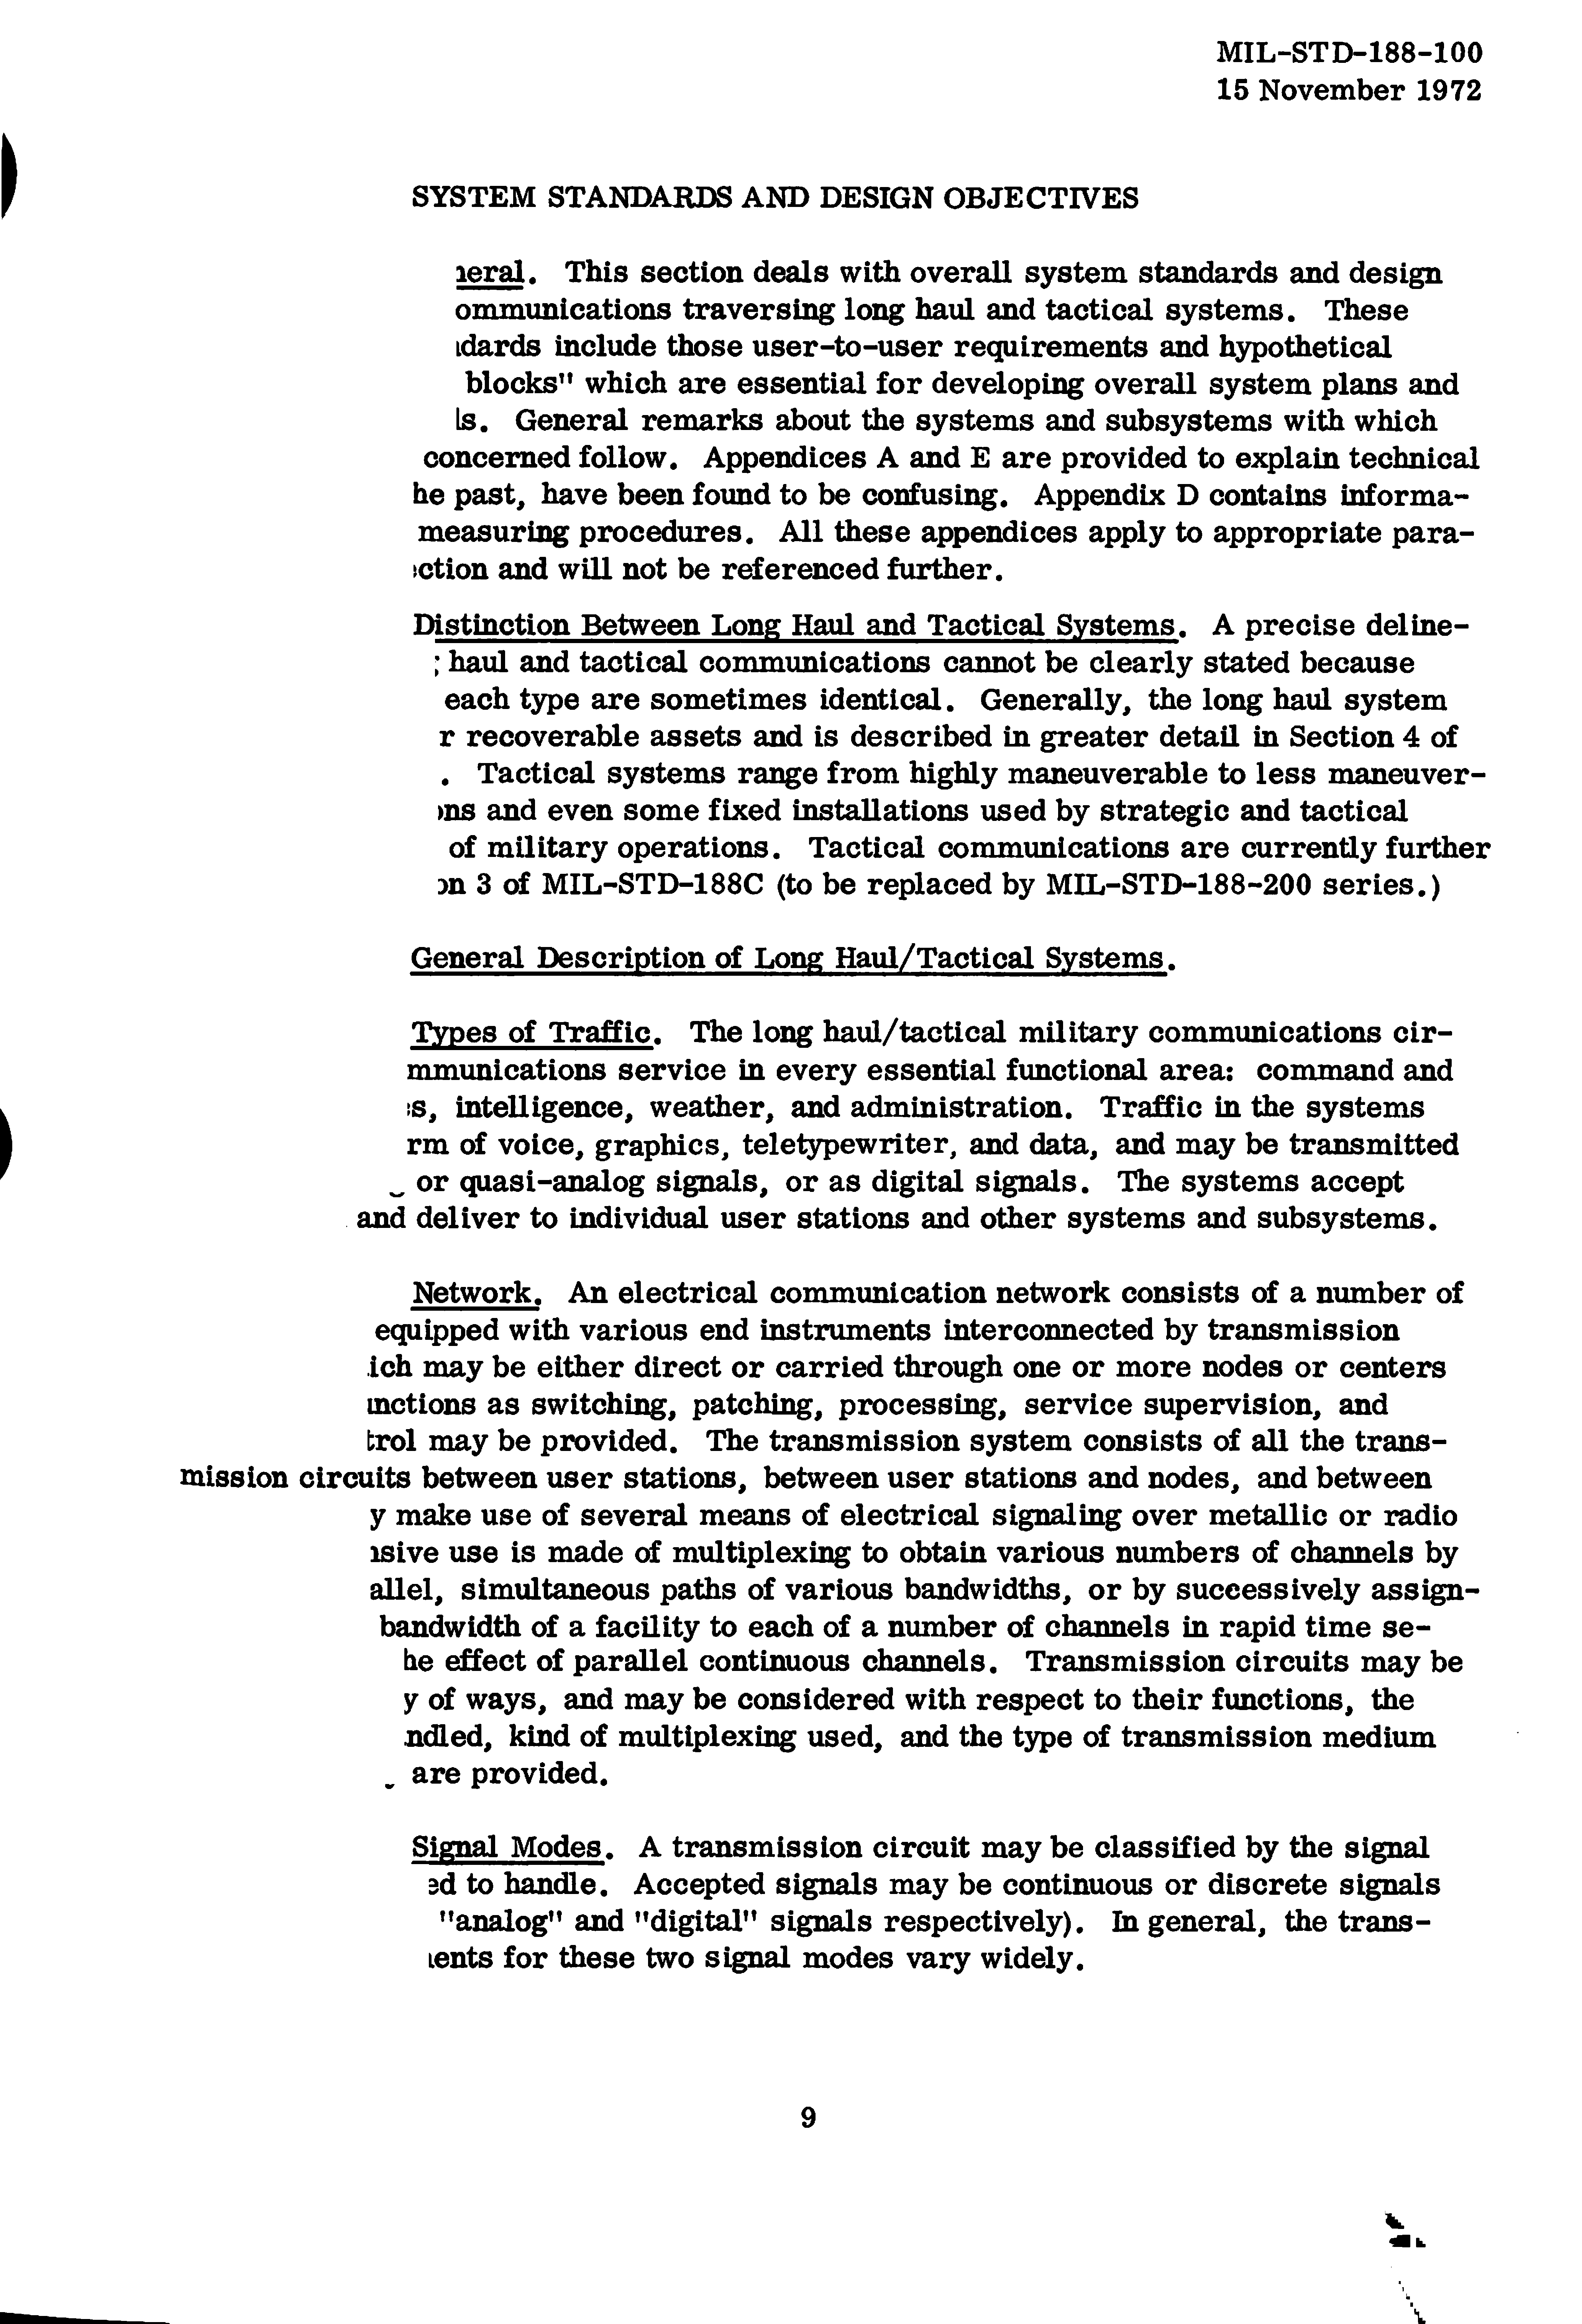 MIL-STD-188-100
15 November 1972
SYSTEM STANDARDS AND DESIGN OBJECTIVES
neral. This section deals with overall system standards and design
ommunications traversing long haul and tactical systems. These
dards include those user-to-user requirements and hypothetical
blocks" which are essential for developing overall system plans and
ls. General remarks about the systems and subsystems with which
concerned follow. Appendices A and E are provided to explain technical
he past, have been found to be confusing. Appendix D contains informa-
measuring procedures. All these appendices apply to appropriate para-
ction and will not be referenced further.
Distinction Between Long Haul and Tactical Systems. A precise deline-
haul and tactical communications cannot be clearly stated because
each type are sometimes identical. Generally, the long haul system
r recoverable assets and is described in greater detail in Section 4 of
. Tactical systems range from highly maneuverable to less maneuver-
ns and even some fixed installations used by strategic and tactical
of military operations. Tactical communications are currently further
on 3 of MIL-STD-188C (to be replaced by MIL-STD-188-200 series.)
General Description of Long Haul/Tactical Systems.
Types of Traffic. The long haul/tactical military communications cir-
mmunications service in every essential functional area: command and
s, intelligence, weather, and administration. Traffic in the systems
rm of voice, graphics, teletypewriter, and data, and may be transmitted
or quasi-analog signals, or as digital signals. The systems accept
and deliver to individual user stations and other systems and subsystems.
Network. An electrical communication network consists of a number of
equipped with various end instruments interconnected by transmission
ich may be either direct or carried through one or more nodes or centers
unctions as switching, patching, processing, service supervision, and
trol may be provided. The transmission system consists of all the trans-
mission circuits between user stations, between user stations and nodes, and between
y make use of several means of electrical signaling over metallic or radio
nsive use is made of multiplexing to obtain various numbers of channels by
allel, simultaneous paths of various bandwidths, or by successively assign-
bandwidth of a facility to each of a number of channels in rapid time se-
he effect of parallel continuous channels. Transmission circuits may be
y of ways, and may be considered with respect to their functions, the
ndled, kind of multiplexing used, and the type of transmission medium
are provided.
Signal Modes. A transmission circuit may be classified by the signal
ed to handle. Accepted signals may be continuous or discrete signals
"analog" and "digital" signals respectively). In general, the trans-
ents for these two signal modes vary widely.
9